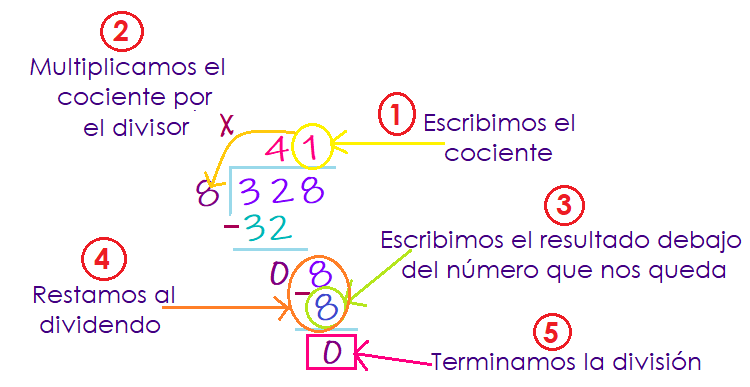 2
Multiplicamos el
cociente por
el divisor
x
1
Escribimos el
cociente
41
8 328
-32
3
Escribimos el resultado debajo
del número que nos queda
4
Restamos al
dividendo
08
-8
0
5
Terminamos la división